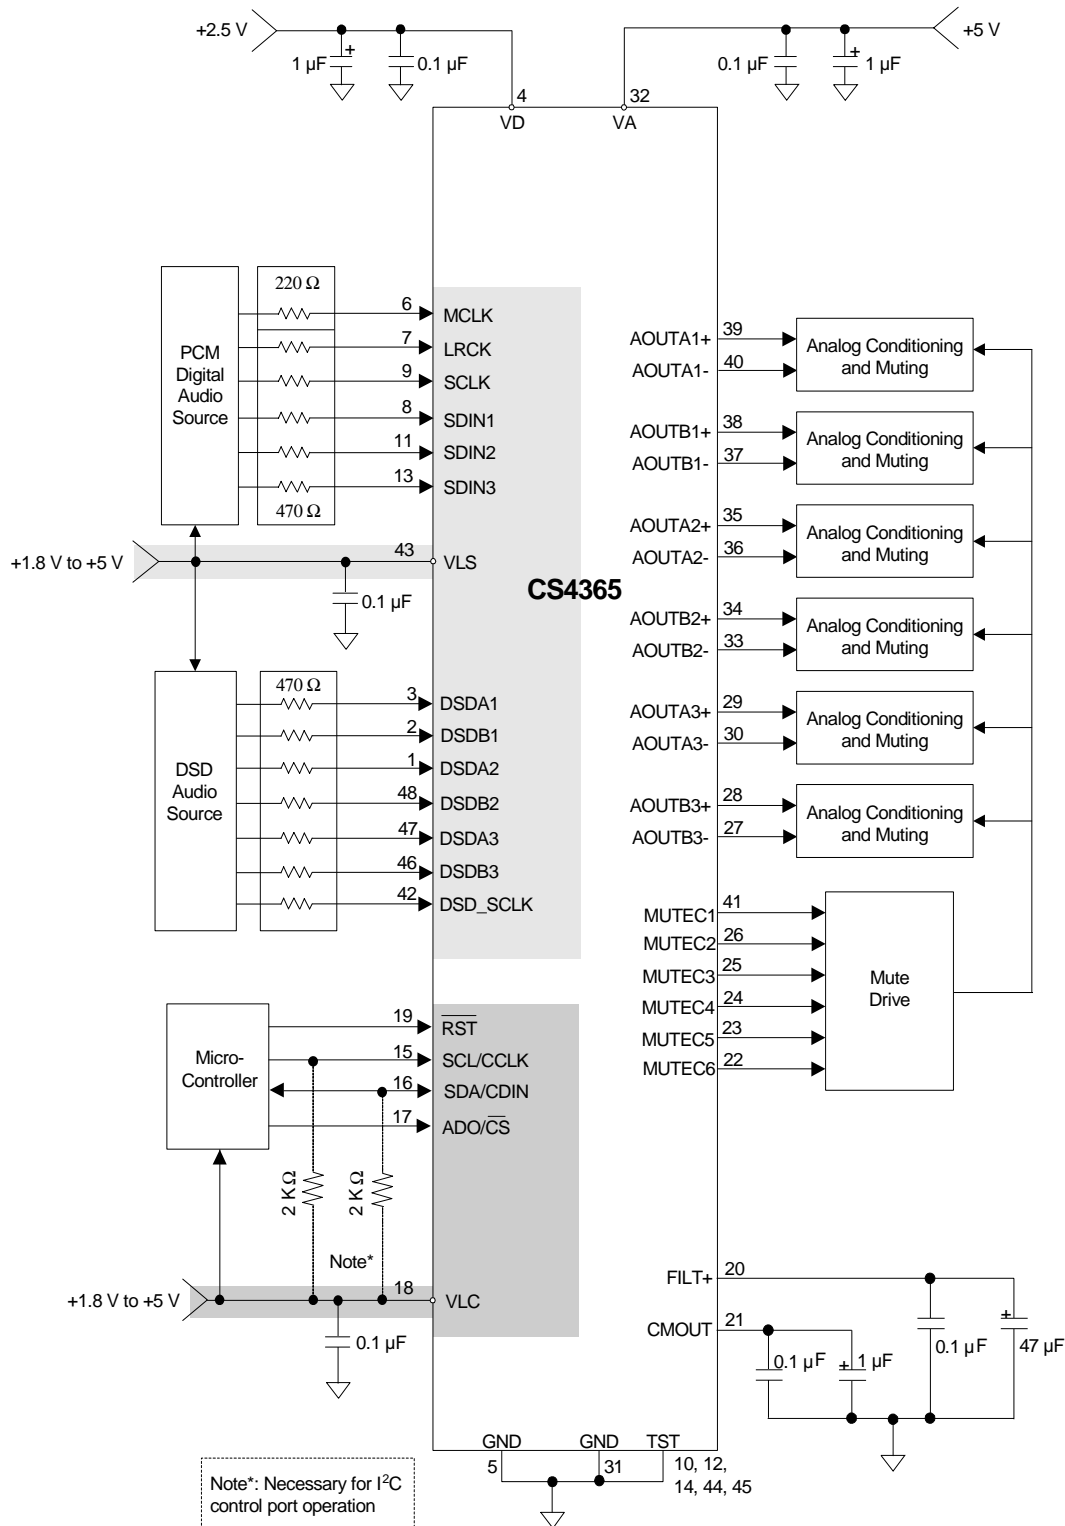 +2.5 V
1 µF
+
0.1 µF
0.1 µF
+
1 µF
+5 V
4
32
VD
VA
PCM
Digital
Audio
Source
220 Ω
470 Ω
6
MCLK
7
LRCK
9
SCLK
8
SDIN1
11
SDIN2
13
SDIN3
+1.8 V to +5 V
43
VLS
0.1 µF
CS4365
DSD
Audio
Source
470 Ω
3
DSDA1
2
DSDB1
1
DSDA2
48
DSDB2
47
DSDA3
46
DSDB3
42
DSD_SCLK
Micro-
Controller
19
RST
15
SCL/CCLK
16
SDA/CDIN
17
ADO/CS
2 KΩ
2 KΩ
Note*
+1.8 V to +5 V
18
VLC
0.1 µF
AOUTA1+
39
AOUTA1-
40
Analog Conditioning
and Muting
AOUTB1+
38
AOUTB1-
37
Analog Conditioning
and Muting
AOUTA2+
35
AOUTA2-
36
Analog Conditioning
and Muting
AOUTB2+
34
AOUTB2-
33
Analog Conditioning
and Muting
AOUTA3+
29
AOUTA3-
30
Analog Conditioning
and Muting
AOUTB3+
28
AOUTB3-
27
Analog Conditioning
and Muting
MUTEC1
41
MUTEC2
26
MUTEC3
25
MUTEC4
24
MUTEC5
23
MUTEC6
22
Mute
Drive
FILT+
20
CMOUT
21
0.1 µF
+
1 µF
0.1 µF
+
47 µF
GND
GND
TST
5
31
10, 12,
14, 44, 45
Note*: Necessary for I²C
control port operation